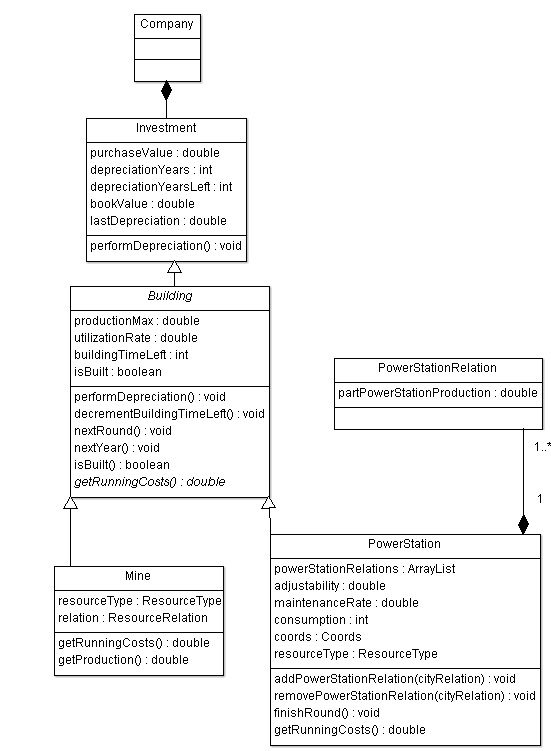 Company
Investment
purchaseValue : double
depreciationYears : int
depreciationYearsLeft : int
bookValue : double
lastDepreciation : double
performDepreciation() : void
Building
productionMax : double
utilizationRate : double
buildingTimeLeft : int
isBuilt : boolean
performDepreciation() : void
decrementBuildingTimeLeft() : void
nextRound() : void
nextYear() : void
isBuilt() : boolean
getRunningCosts() : double
PowerStationRelation
partPowerStationProduction : double
1..*
1
Mine
resourceType : ResourceType
relation : ResourceRelation
getRunningCosts() : double
getProduction() : double
PowerStation
powerStationRelations : ArrayList
adjustability : double
maintenanceRate : double
consumption : int
coords : Coords
resourceType : ResourceType
addPowerStationRelation(cityRelation) : void
removePowerStationRelation(cityRelation) : void
finishRound() : void
getRunningCosts() : double